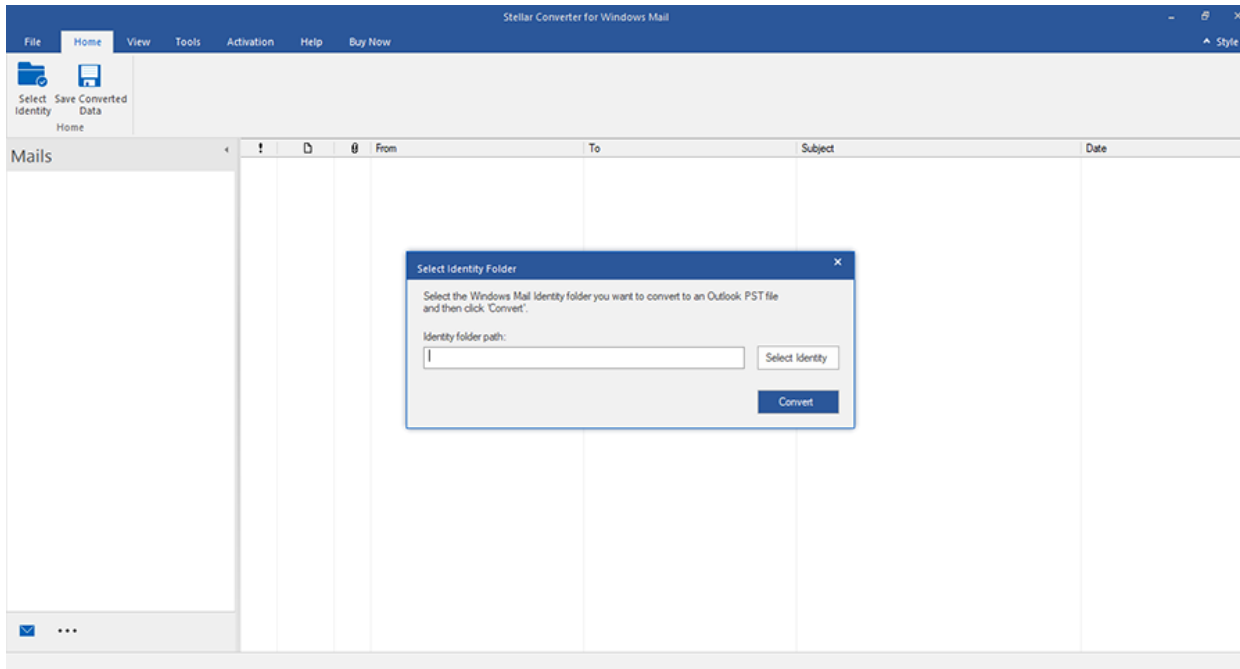 Stellar Converter for Windows Mail
File Home View Tools Activation Help Buy Now Style
Select Identity
Save Converted Data
Home
Mails
! From To Subject Date
Select Identity Folder
Select the Windows Mail Identity folder you want to convert to an Outlook PST file
and then click 'Convert'.
Identity folder path:
Select Identity
Convert